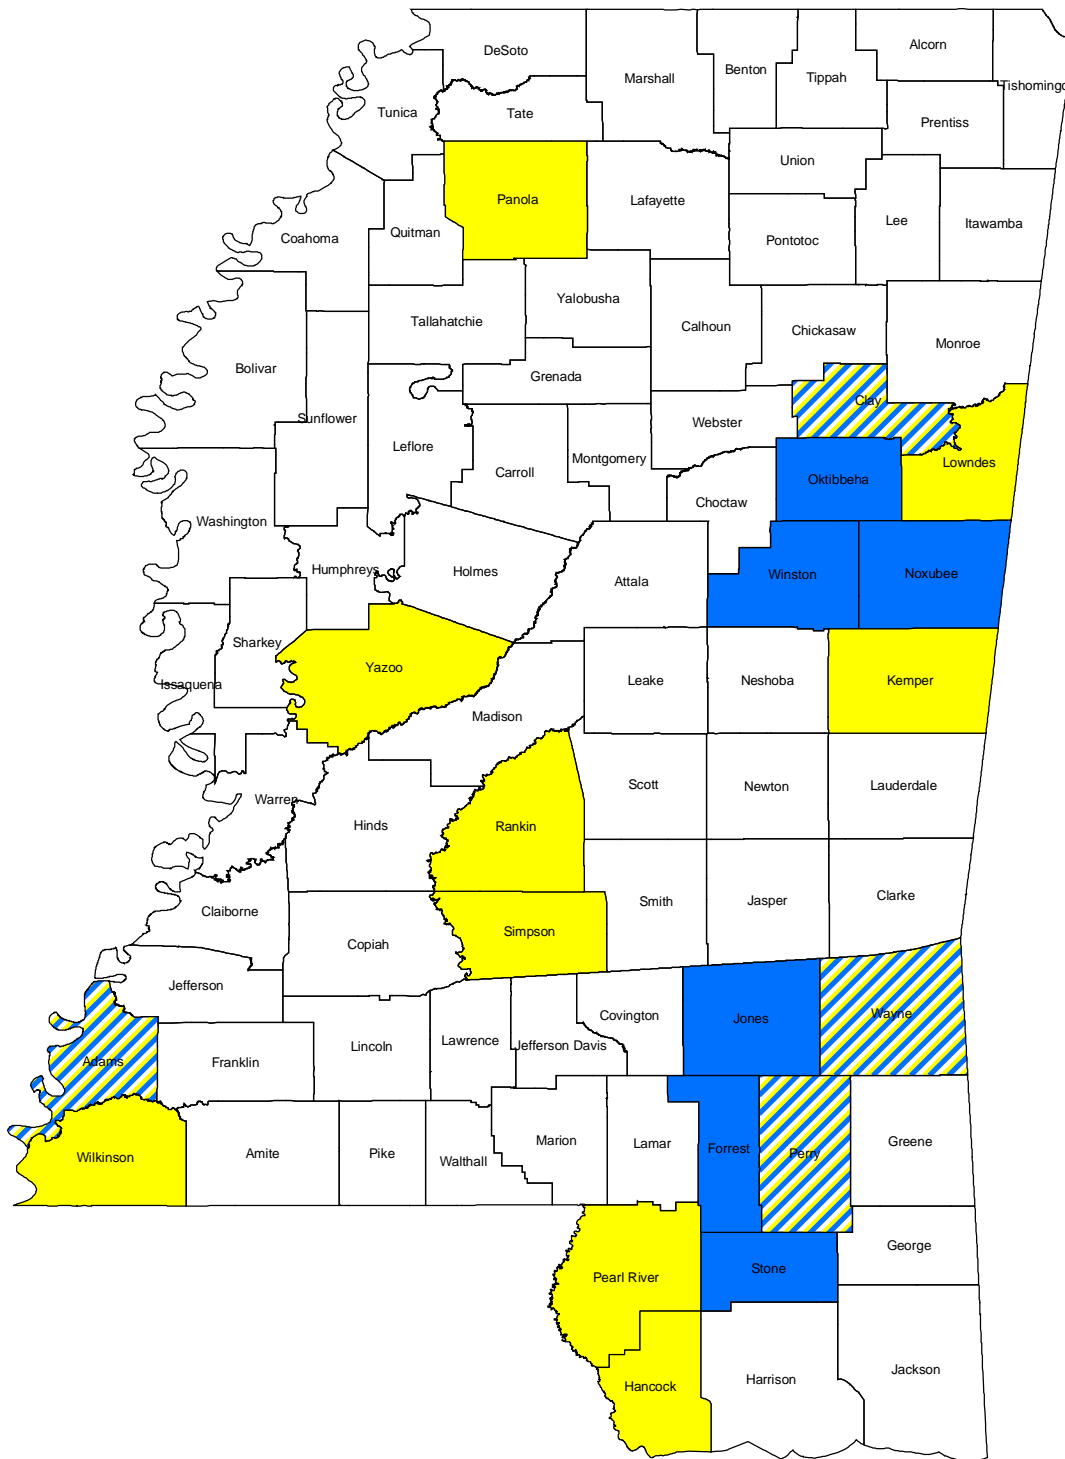 DeSoto
Alcorn
Benton
Marshall
Tippah
Tishomingo
Tunica
Tate
Prentiss
Union
Panola
Lafayette
Lee
Itawamba
Quitman
Coahoma
Pontotoc
Yalobusha
Tallahatchie
Calhoun
Chickasaw
Monroe
Bolivar
Grenada
Clay
Sunflower
Webster
Leflore
Montgomery
Lowndes
Carroll
Oktibbeha
Choctaw
Washington
Humphreys
Holmes
Attala
Winston
Noxubee
Sharkey
Yazoo
Issaquena
Leake
Neshoba
Kemper
Madison
Scott
Newton
Lauderdale
Warren
Hinds
Rankin
Claiborne
Smith
Jasper
Clarke
Simpson
Copiah
Jefferson
Covington
Jones
Wayne
Lawrence
Jefferson Davis
Lincoln
Adams
Franklin
Marion
Lamar
Forrest
Perry
Greene
Wilkinson
Amite
Pike
Walthall
George
Pearl River
Stone
Hancock
Harrison
Jackson